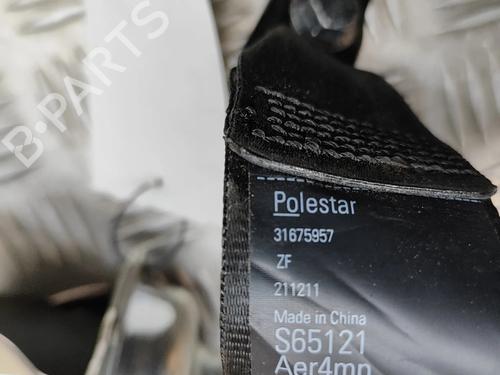 B-PARTS
Polestar
31675957
ZF
211211
Made in China
S65121
Aer4mp